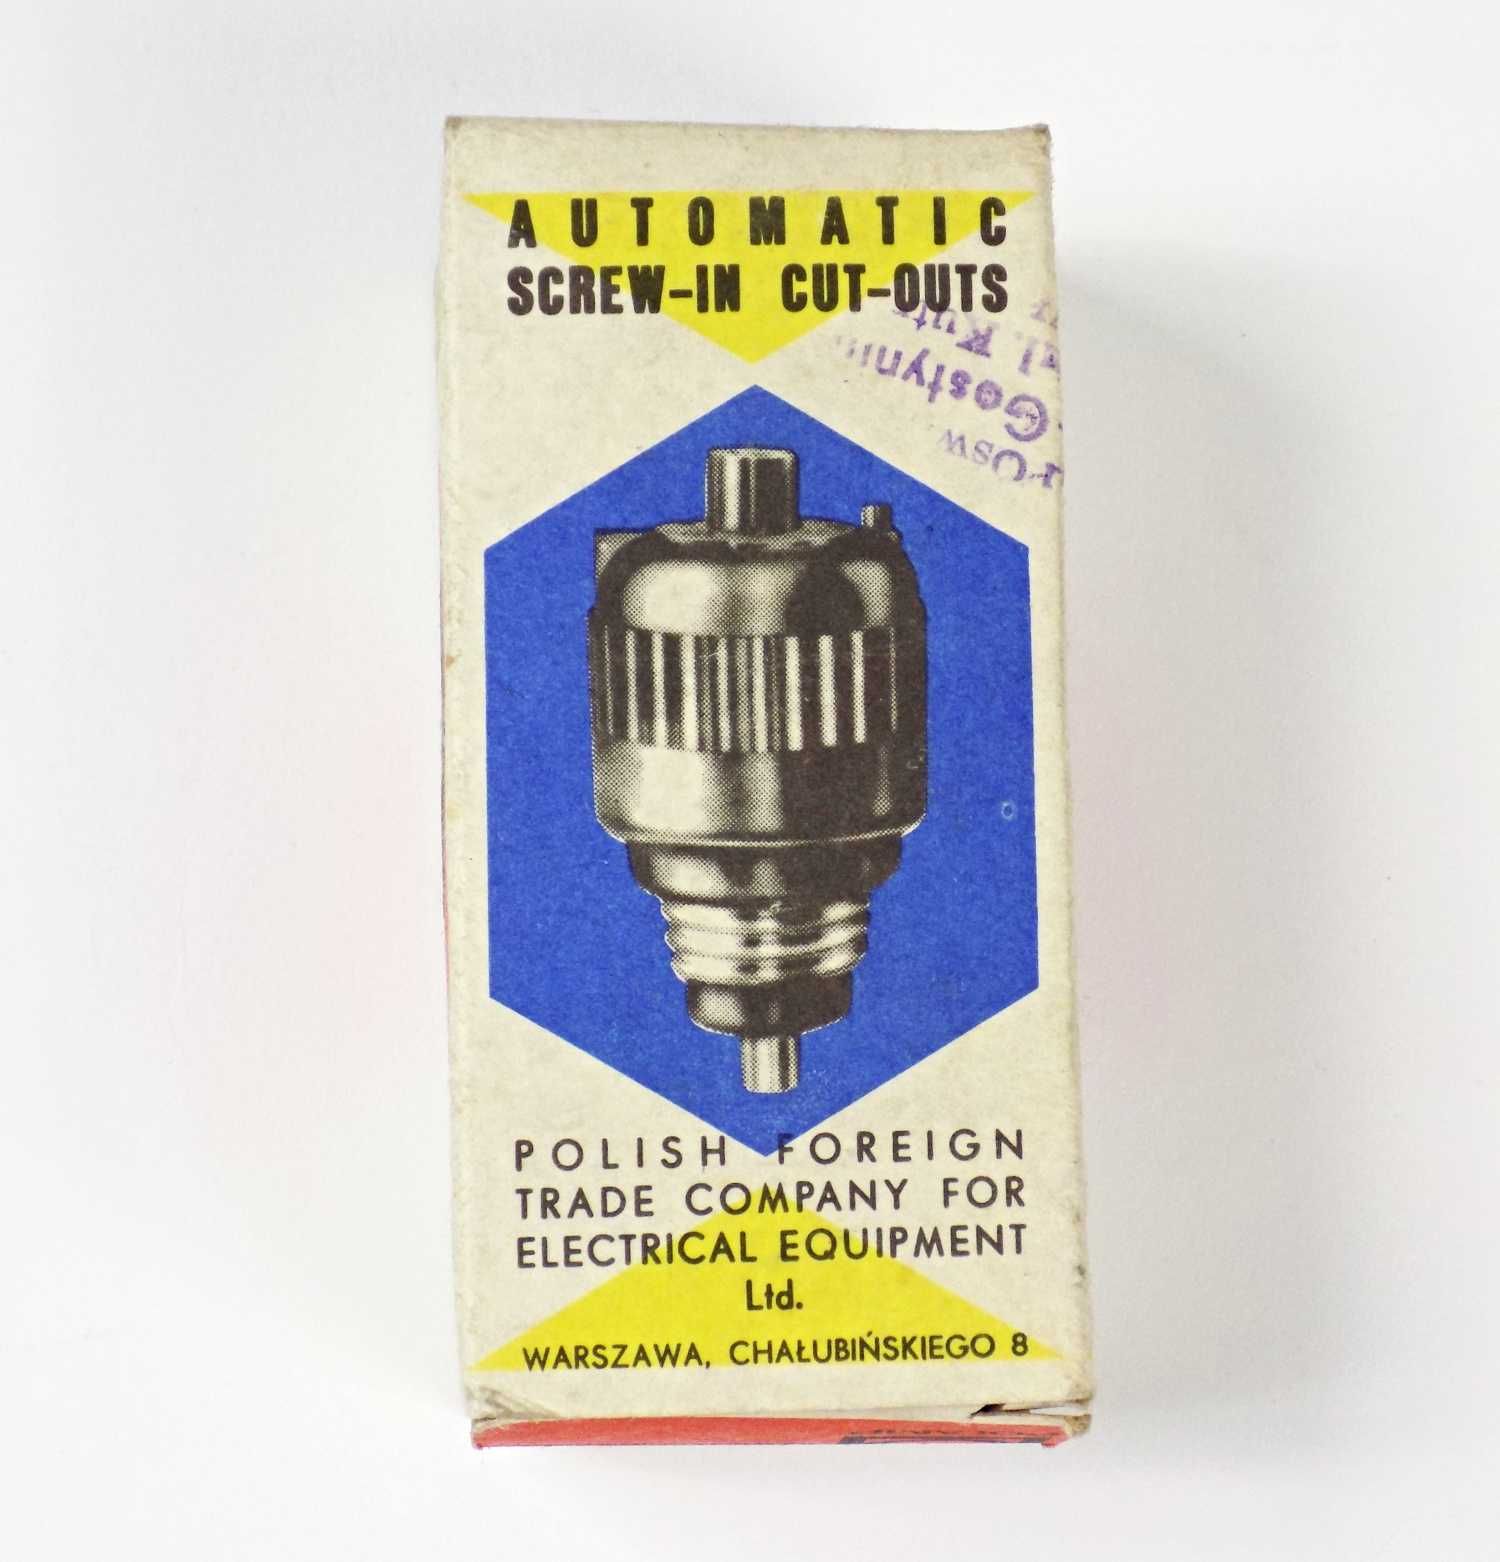 AUTOMATIC
SCREW-IN CUT-OUTS
POLISH FOREIGN
TRADE COMPANY FOR
ELECTRICAL EQUIPMENT
Ltd.
WARSZAWA, CHAŁUBIŃSKIEGO 8